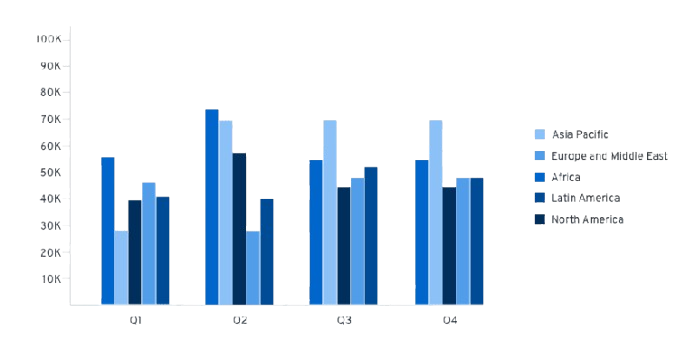 100K
90K
80K
70K
60K
50K
40K
30K
20K
10K
Q1 Q2 Q3 Q4
Asia Pacific
Europe and Middle East
Africa
Latin America
North America